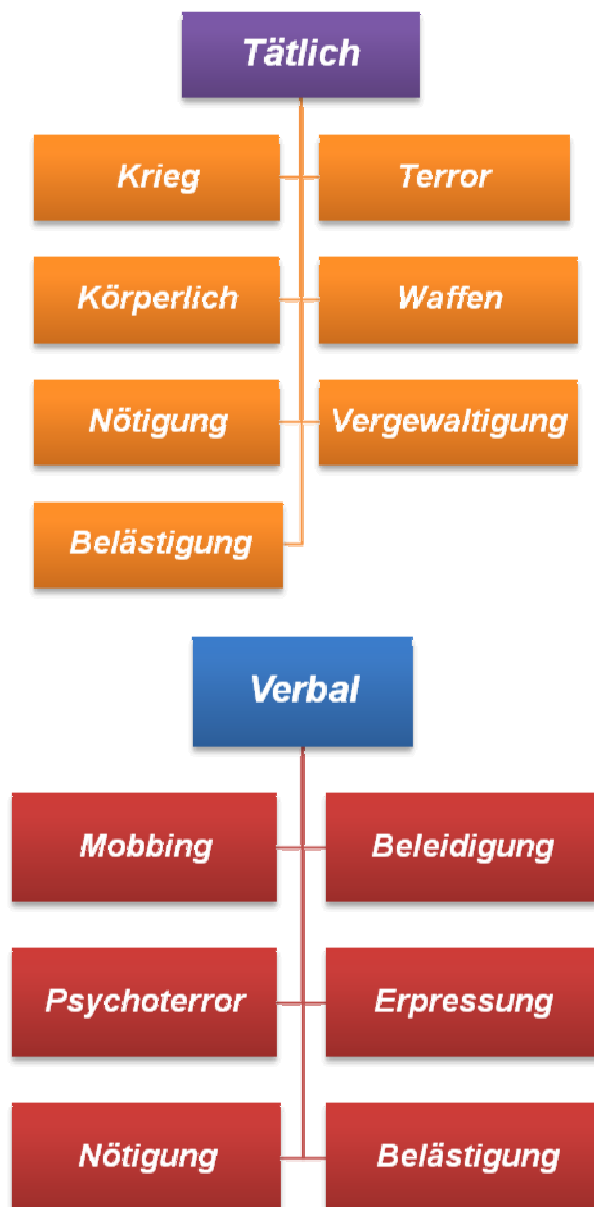 Tätlich
Krieg
Terror
Körperlich
Waffen
Nötigung
Vergewaltigung
Belästigung
Verbal
Mobbing
Beleidigung
Psychoterror
Erpressung
Nötigung
Belästigung